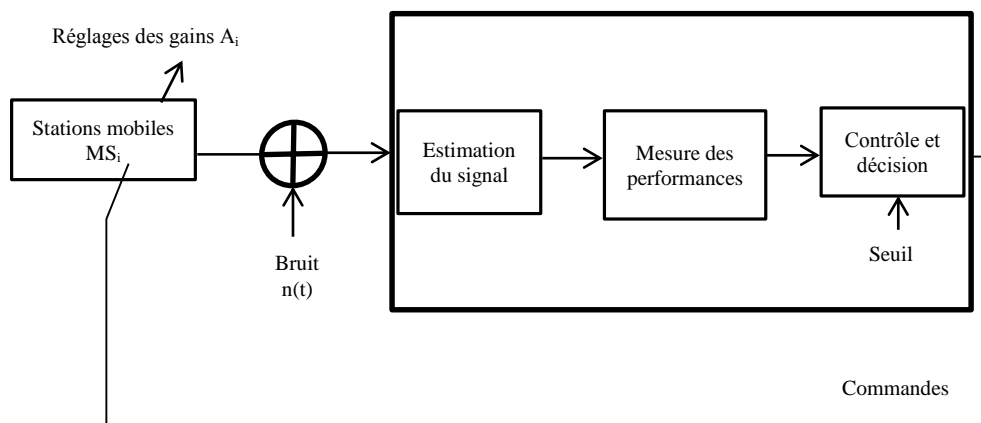 Réglages des gains Aᵢ
Stations mobiles
MSᵢ
Estimation
du signal
Mesure des
performances
Contrôle et
décision
Bruit
n(t)
Seuil
Commandes